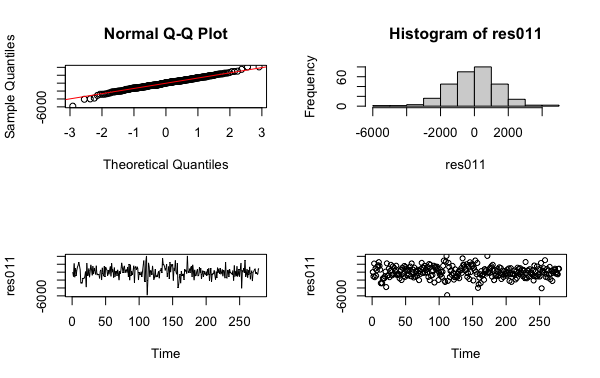 Normal Q-Q Plot
Sample Quantiles
-6000
-3 -2 -1 0 1 2 3
Theoretical Quantiles
Histogram of res011
Frequency
0 60
-6000 -2000 0 2000
res011
res011
-6000
0 50 100 150 200 250
Time
res011
-6000
0 50 100 150 200 250
Time